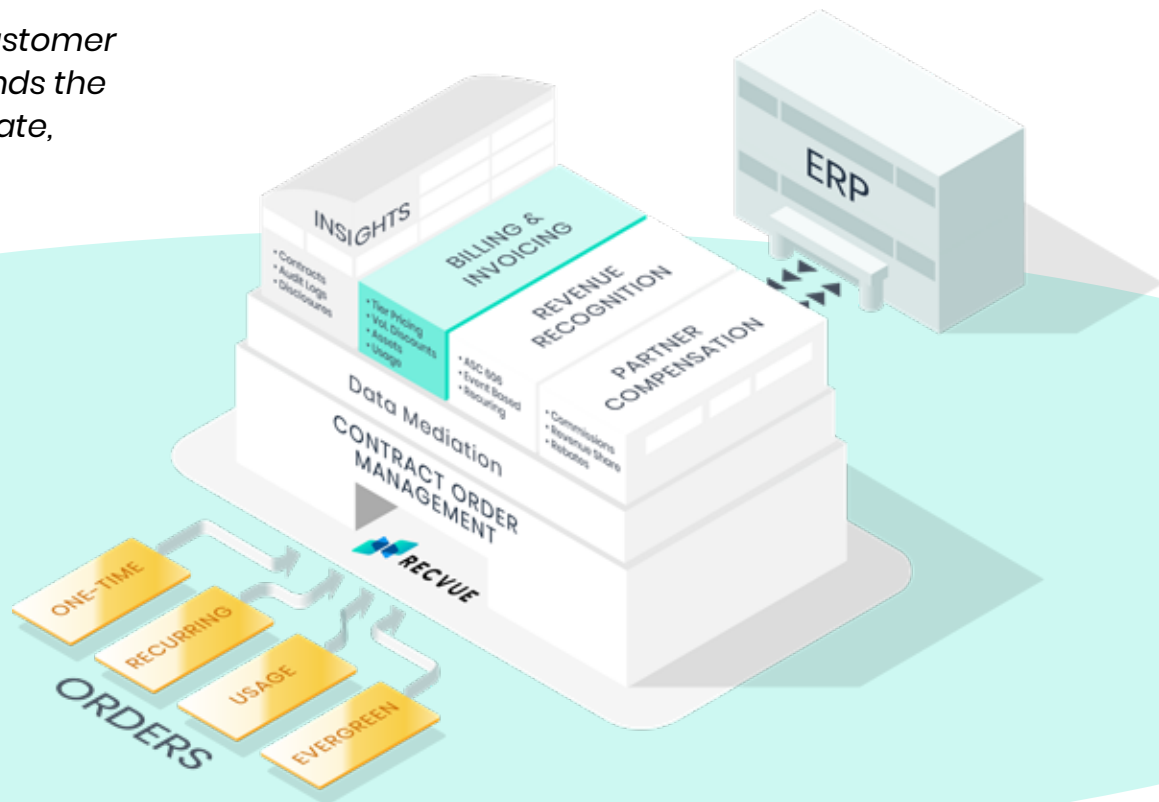 ustomer
nds the
ate,
ERP
INSIGHTS
• Contracts
• Audit Logs
• Disclosures
BILLING &
INVOICING
• Tier Pricing
• Vol. Discounts
• Assets
• Usage
REVENUE
RECOGNITION
• ASC 606
• Event Based
• Recuring
PARTNER
COMPENSATION
• Commissions
• Revenue Share
• Rebates
Data Mediation
CONTRACT ORDER
MANAGEMENT
RECVUE
ONE-TIME
RECURRING
USAGE
EVERGREEN
ORDERS